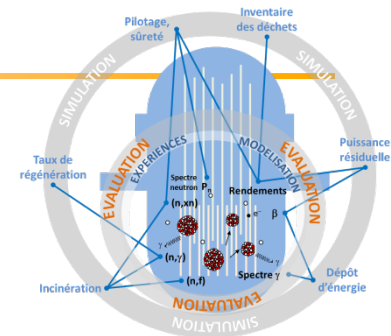 Pilotage,
sûreté
Inventaire
des déchets
SIMULATION
SIMULATION
EVALUATION
EXPERIENCES
MODELISATION
EVALUATION
Puissance
résiduelle
Taux de
régénération
Spectre
neutron
Pn
Rendements
(n,xn)
e-
β
γ
(n,γ)
γ
Spectre γ
Dépôt
d'énergie
Incinération
(n,f)
EVALUATION
SIMULATION